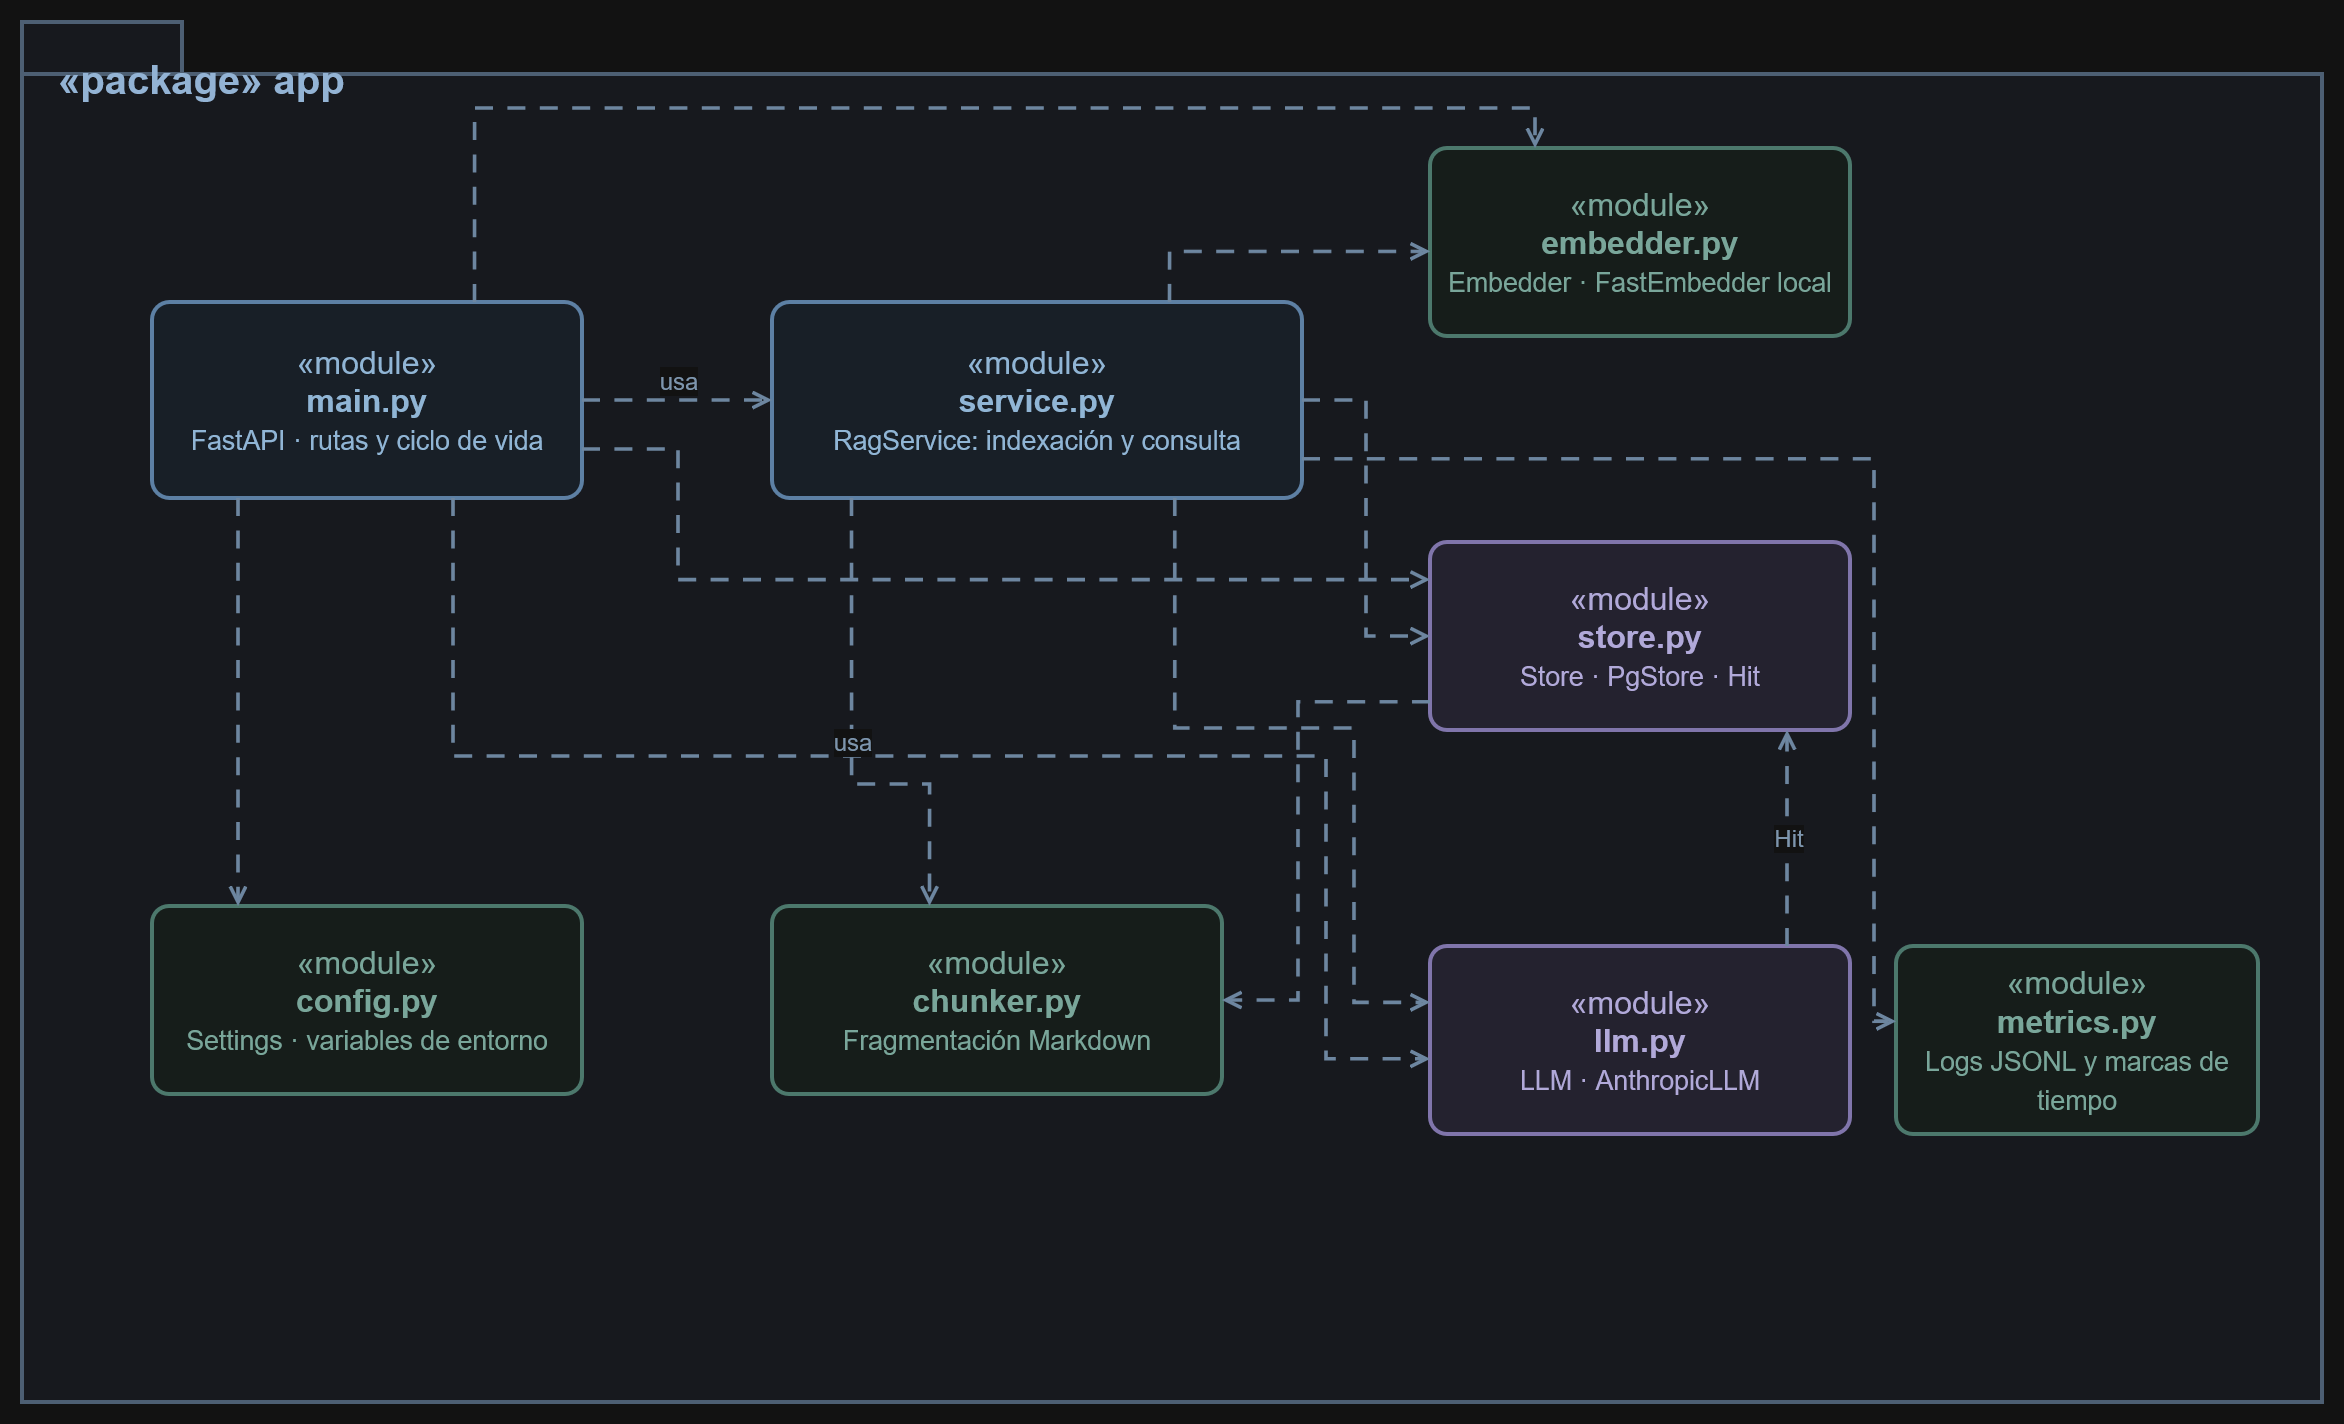 «package» app
«module»
embedder.py
Embedder · FastEmbedder local
«module»
main.py
FastAPI · rutas y ciclo de vida
usa
«module»
service.py
RagService: indexación y consulta
«module»
store.py
Store · PgStore · Hit
usa
Hit
«module»
config.py
Settings · variables de entorno
«module»
chunker.py
Fragmentación Markdown
«module»
llm.py
LLM · AnthropicLLM
«module»
metrics.py
Logs JSONL y marcas de
tiempo